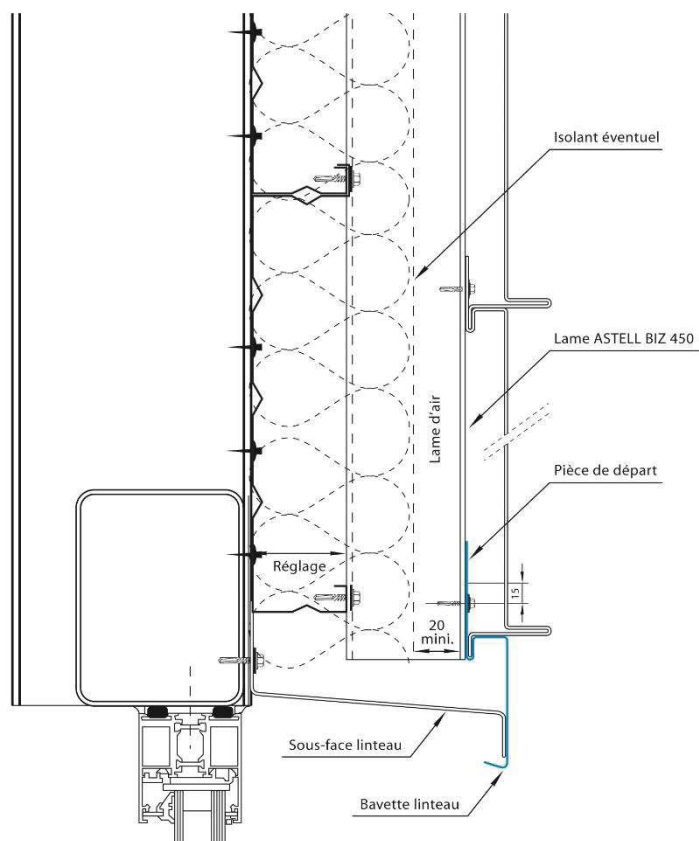 Isolant éventuel
Lame ASTELL BIZ 450
Lame d'air
Pièce de départ
Réglage
15
20
mini.
Sous-face linteau
Bavette linteau